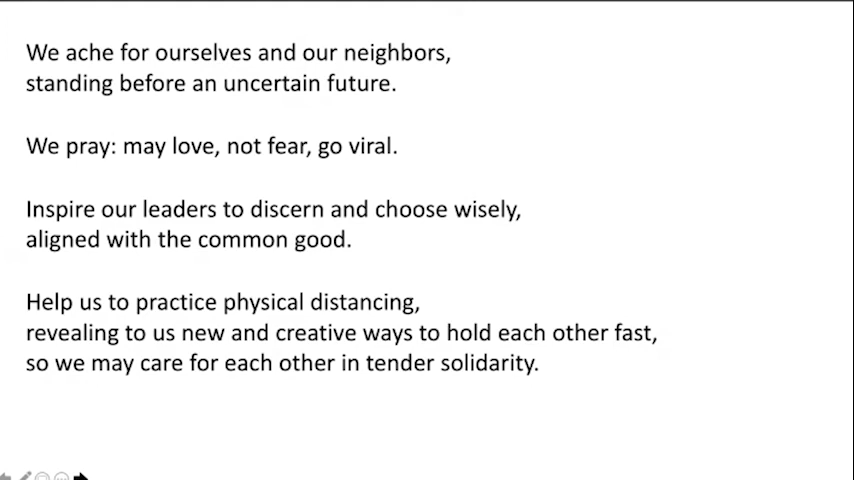 We ache for ourselves and our neighbors,
standing before an uncertain future.
We pray: may love, not fear, go viral.
Inspire our leaders to discern and choose wisely,
aligned with the common good.
Help us to practice physical distancing,
revealing to us new and creative ways to hold each other fast,
so we may care for each other in tender solidarity.